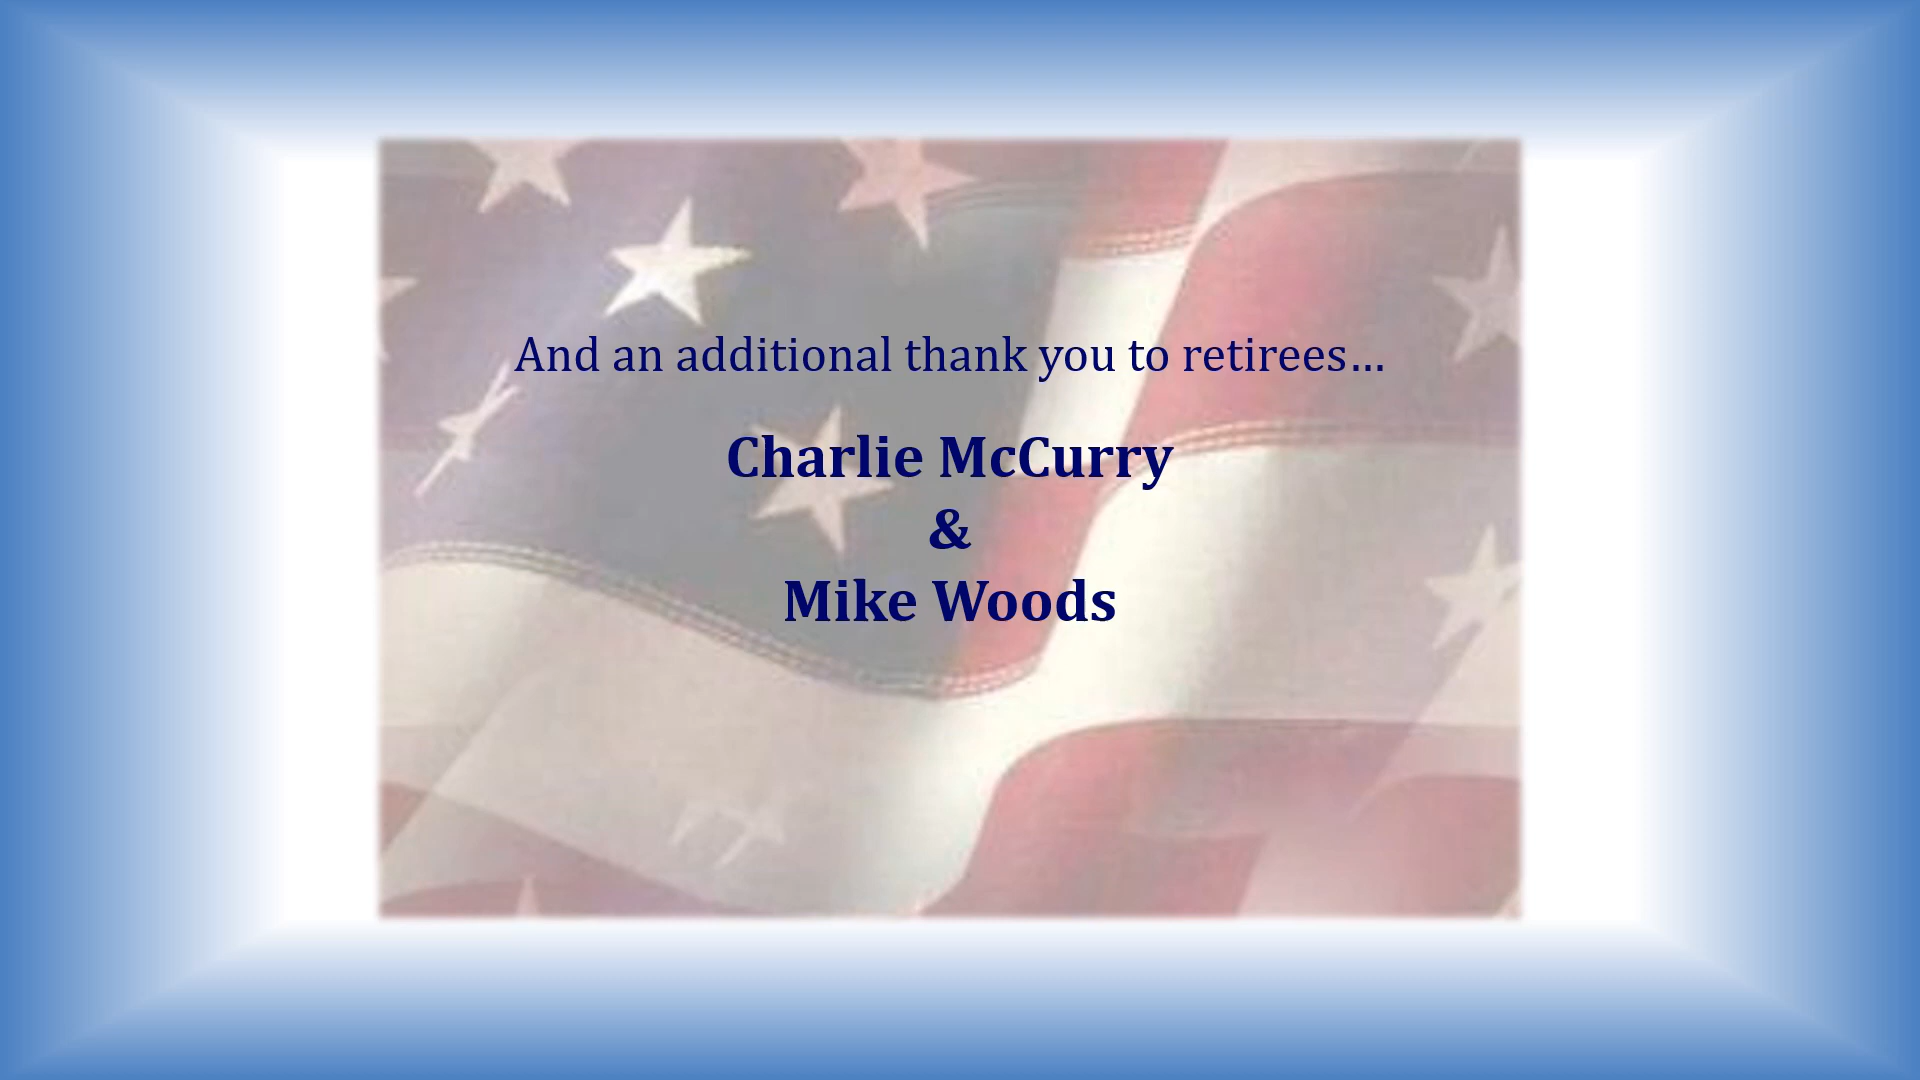 And an additional thank you to retirees…
Charlie McCurry
&
Mike Woods